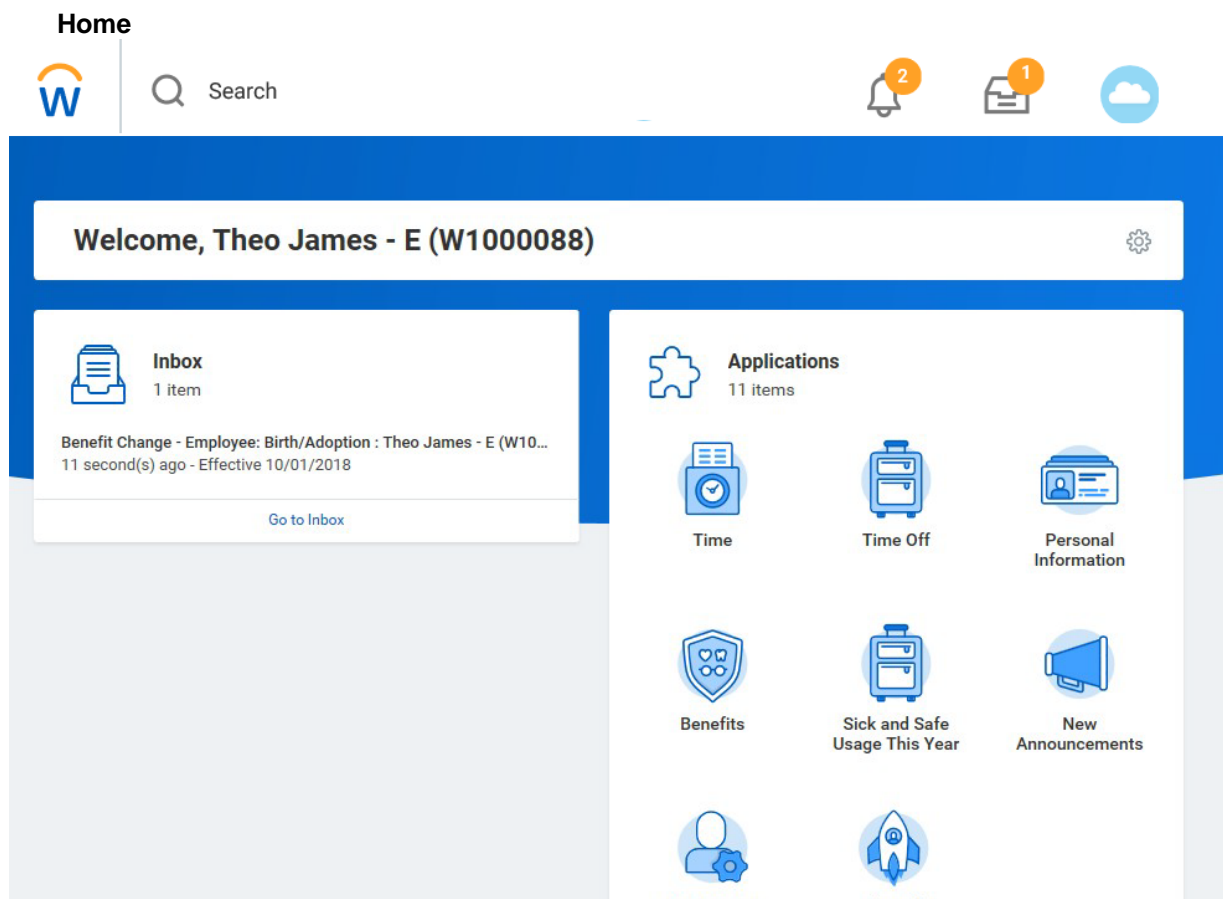 Home
W
Search
2
1
Welcome, Theo James - E (W1000088)
Inbox
1 item
Benefit Change - Employee: Birth/Adoption : Theo James - E (W10...
11 second(s) ago - Effective 10/01/2018
Go to Inbox
Applications
11 items
Time
Time Off
Personal
Information
Benefits
Sick and Safe
Usage This Year
New
Announcements